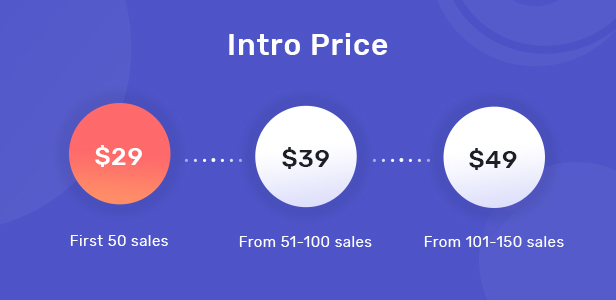 Intro Price
$29
$39
$49
First 50 sales
From 51-100 sales
From 101-150 sales